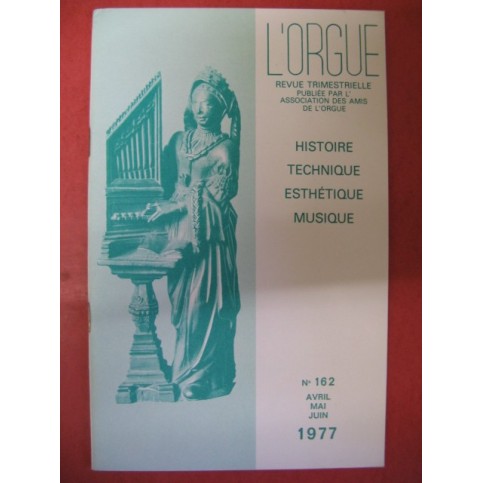 L'ORGUE
REVUE TRIMESTRIELLE
PUBLIÉE PAR L'
ASSOCIATION DES AMIS
DE L'ORGUE
HISTOIRE
TECHNIQUE
ESTHÉTIQUE
MUSIQUE
N° 162
AVRIL
MAI
JUIN
1977